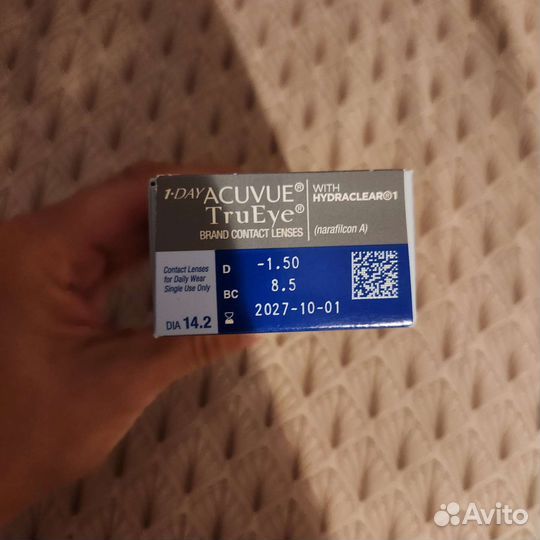 1·DAY ACUVUE®
TruEye®
BRAND CONTACT LENSES
WITH
HYDRACLEAR®1
(narafilcon A)
Contact Lenses
for Daily Wear
Single Use Only
DIA 14.2
D -1.50
BC 8.5
2027-10-01
Avito